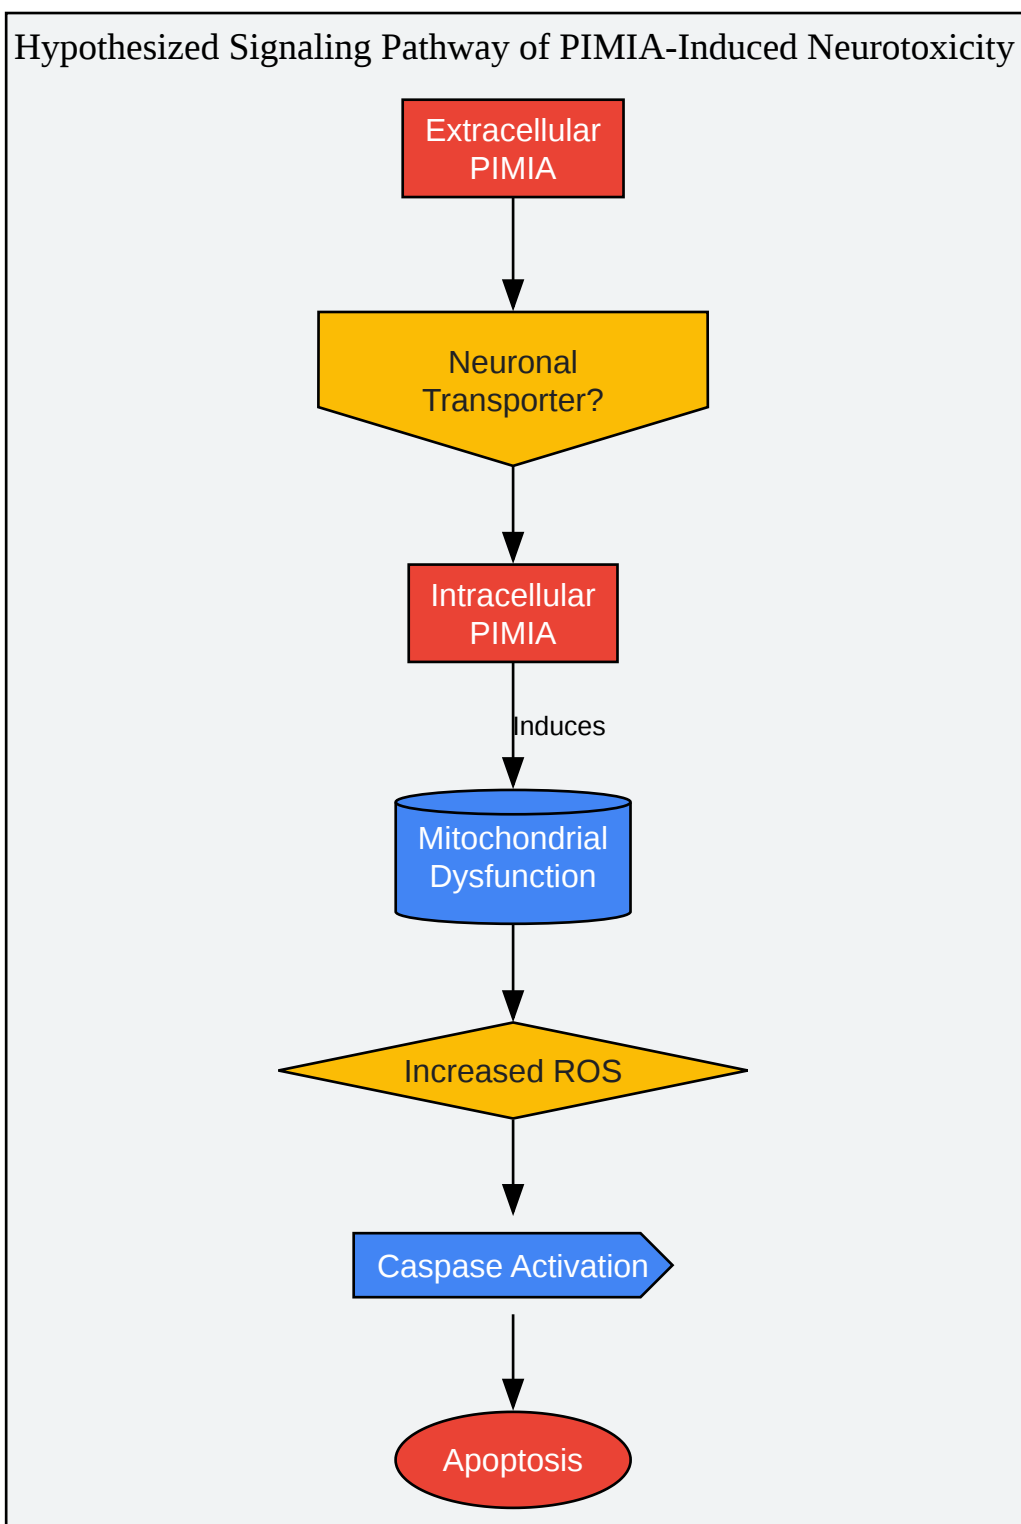 Hypothesized Signaling Pathway of PIMIA-Induced Neurotoxicity
Extracellular
PIMIA
Neuronal
Transporter?
Intracellular
PIMIA
Induces
Mitochondrial
Dysfunction
Increased ROS
Caspase Activation
Apoptosis